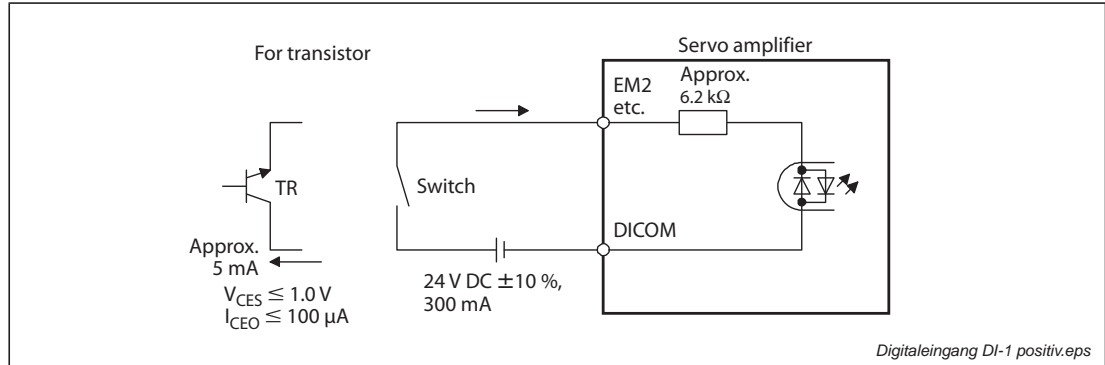 For transistor
Servo amplifier
EM2
etc.
Approx.
6.2 kΩ
TR
Switch
DICOM
Approx.
5 mA
V_CES ≤ 1.0 V
I_CEO ≤ 100 µA
24 V DC ±10 %,
300 mA
Digitaleingang DI-1 positiv.eps